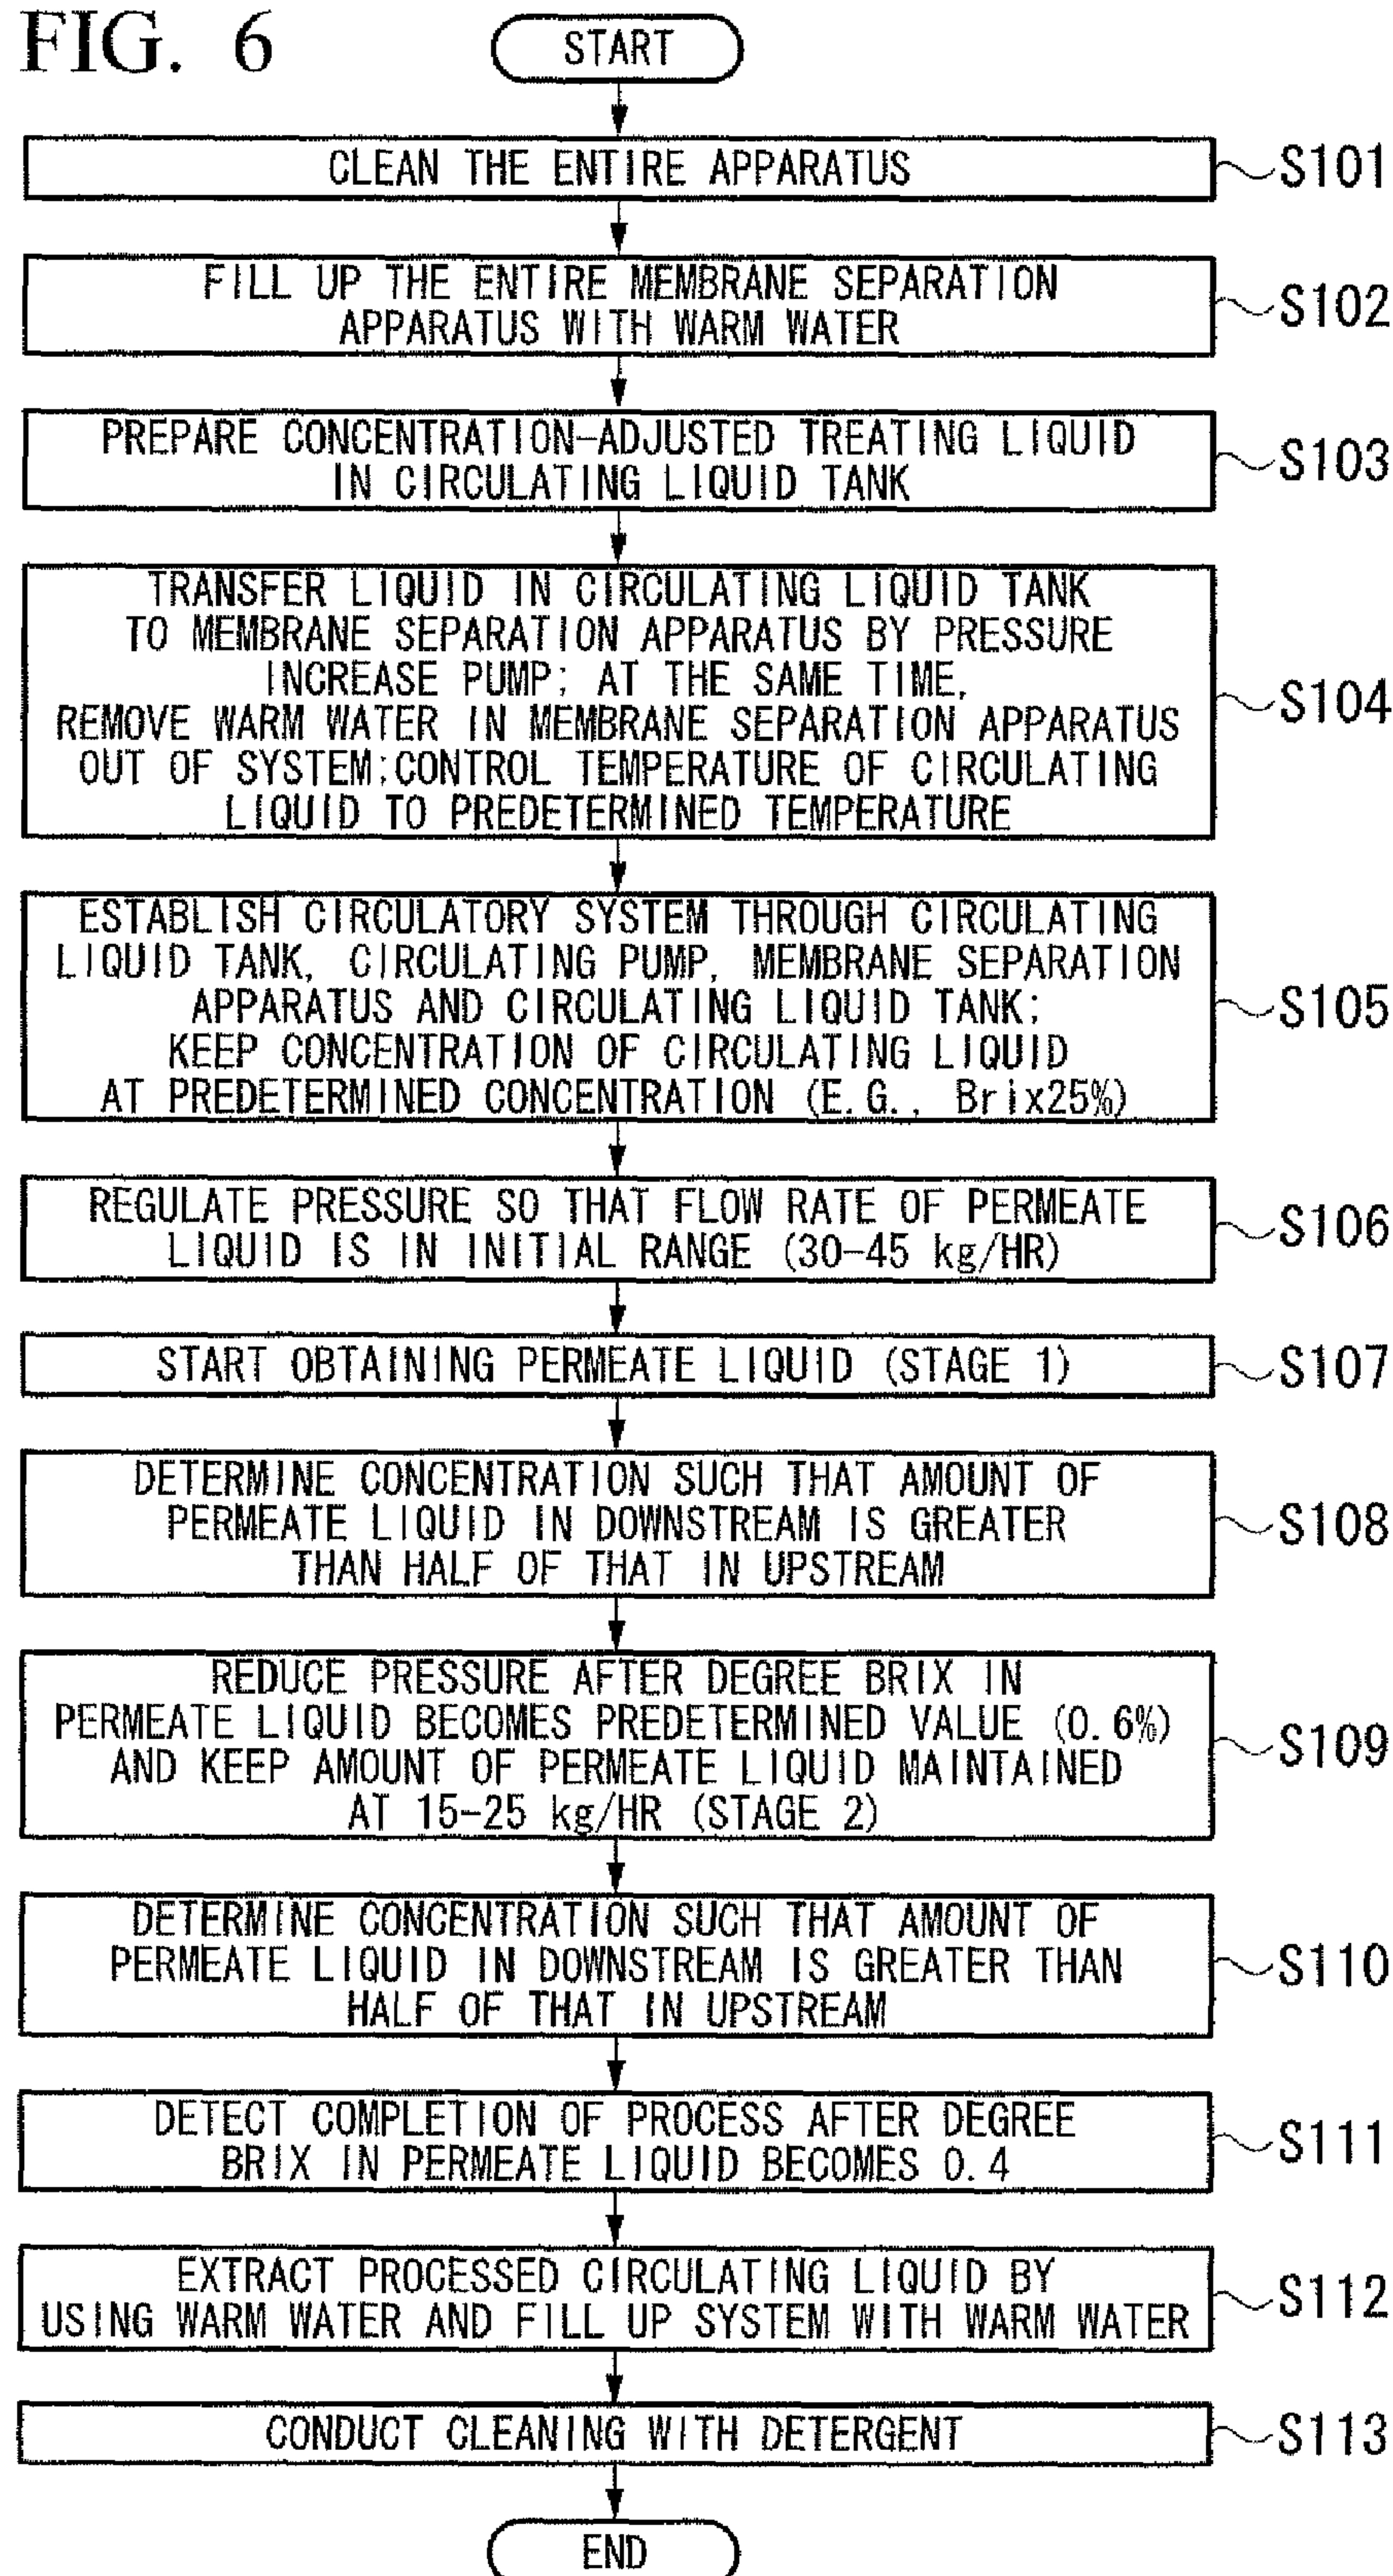 FIG. 6
START
CLEAN THE ENTIRE APPARATUS
S101
FILL UP THE ENTIRE MEMBRANE SEPARATION
APPARATUS WITH WARM WATER
S102
PREPARE CONCENTRATION-ADJUSTED TREATING LIQUID
IN CIRCULATING LIQUID TANK
S103
TRANSFER LIQUID IN CIRCULATING LIQUID TANK
TO MEMBRANE SEPARATION APPARATUS BY PRESSURE
INCREASE PUMP; AT THE SAME TIME,
REMOVE WARM WATER IN MEMBRANE SEPARATION APPARATUS
OUT OF SYSTEM;CONTROL TEMPERATURE OF CIRCULATING
LIQUID TO PREDETERMINED TEMPERATURE
S104
ESTABLISH CIRCULATORY SYSTEM THROUGH CIRCULATING
LIQUID TANK, CIRCULATING PUMP, MEMBRANE SEPARATION
APPARATUS AND CIRCULATING LIQUID TANK;
KEEP CONCENTRATION OF CIRCULATING LIQUID
AT PREDETERMINED CONCENTRATION (E.G., Brix25%)
S105
REGULATE PRESSURE SO THAT FLOW RATE OF PERMEATE
LIQUID IS IN INITIAL RANGE (30-45 kg/HR)
S106
START OBTAINING PERMEATE LIQUID (STAGE 1)
S107
DETERMINE CONCENTRATION SUCH THAT AMOUNT OF
PERMEATE LIQUID IN DOWNSTREAM IS GREATER
THAN HALF OF THAT IN UPSTREAM
S108
REDUCE PRESSURE AFTER DEGREE BRIX IN
PERMEATE LIQUID BECOMES PREDETERMINED VALUE (0.6%)
AND KEEP AMOUNT OF PERMEATE LIQUID MAINTAINED
AT 15-25 kg/HR (STAGE 2)
S109
DETERMINE CONCENTRATION SUCH THAT AMOUNT OF
PERMEATE LIQUID IN DOWNSTREAM IS GREATER THAN
HALF OF THAT IN UPSTREAM
S110
DETECT COMPLETION OF PROCESS AFTER DEGREE
BRIX IN PERMEATE LIQUID BECOMES 0.4
S111
EXTRACT PROCESSED CIRCULATING LIQUID BY
USING WARM WATER AND FILL UP SYSTEM WITH WARM WATER
S112
CONDUCT CLEANING WITH DETERGENT
S113
END